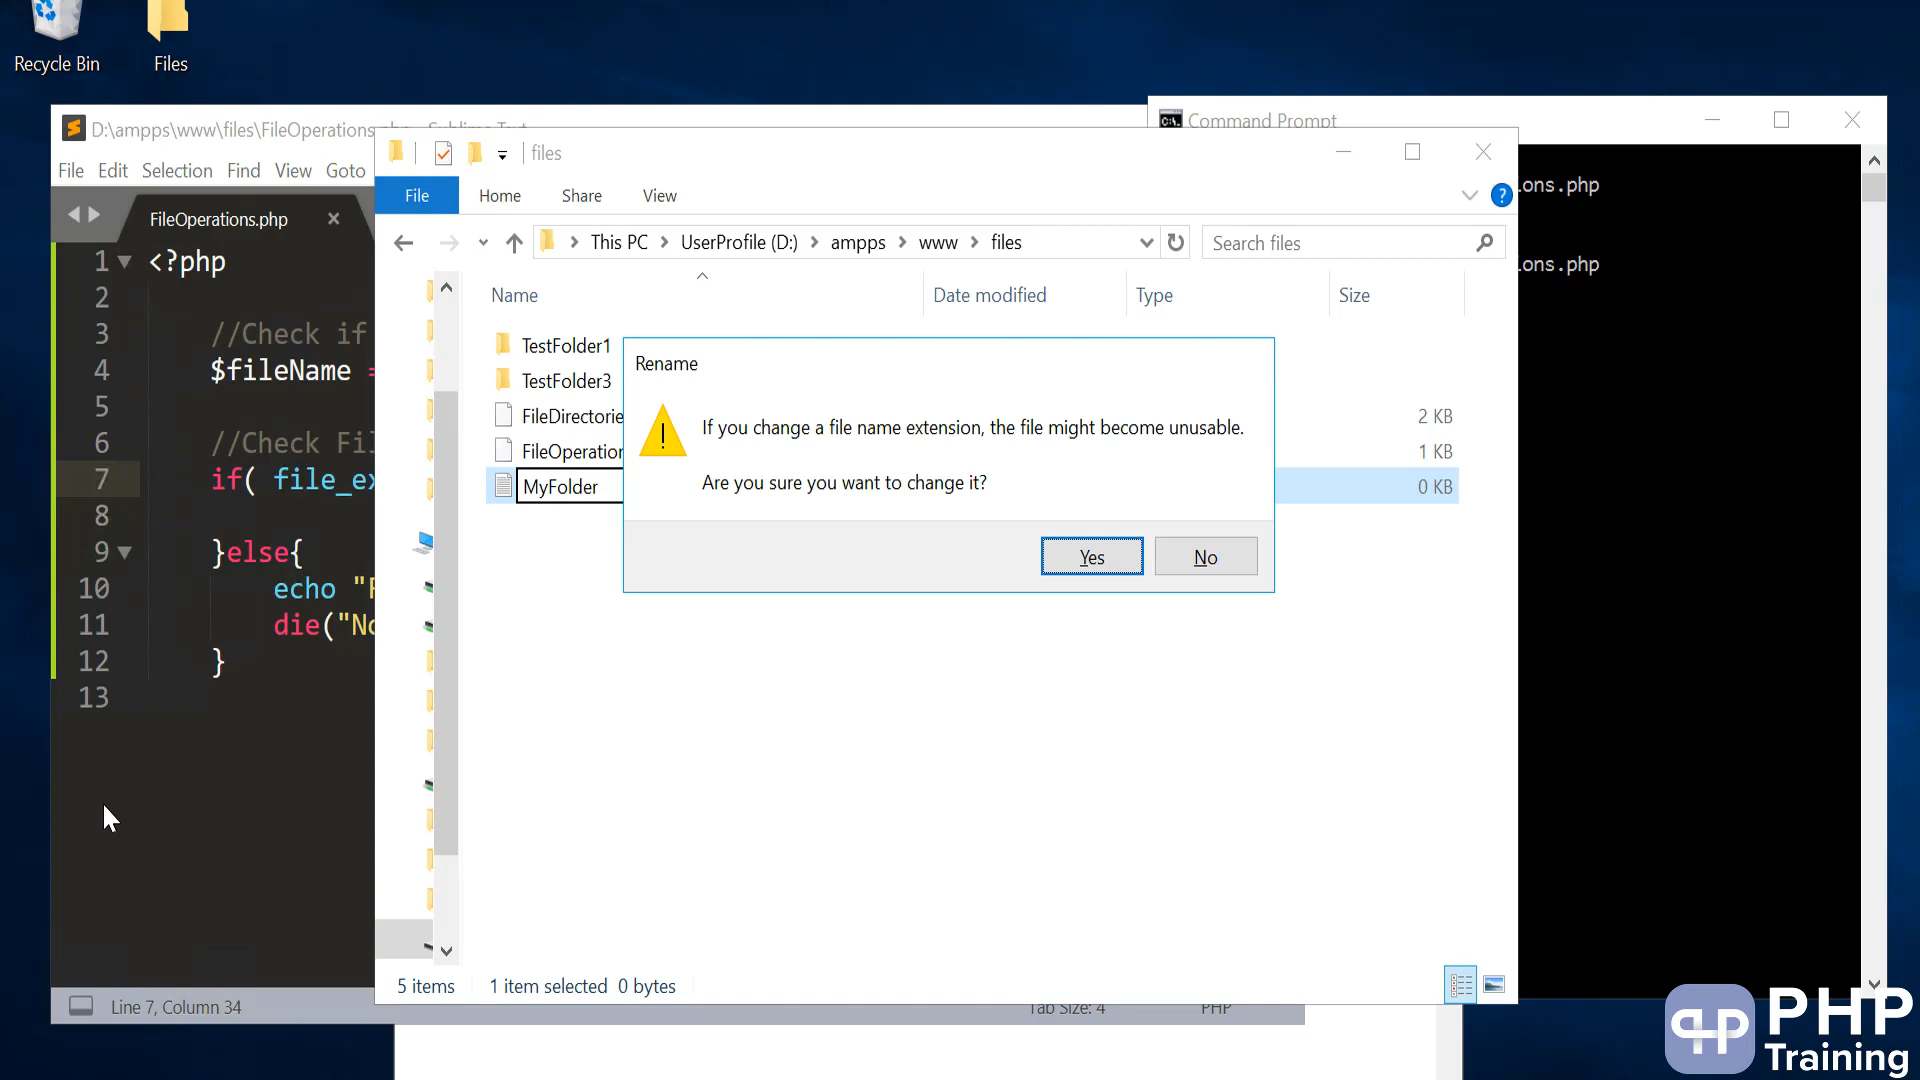 Recycle Bin
Files
D:\ampps\www\files\FileOperations
File Edit Selection Find View Goto
FileOperations.php
1 <?php
2
3 //Check if
4 $fileName =
5
6 //Check Fil
7 if( file_ex
8
9 }else{
10 echo "F
11 die("No
12 }
13
Line 7, Column 34
Tab Size: 4
PHP
files
File Home Share View
This PC > UserProfile (D:) > ampps > www > files
Search files
Name Date modified Type Size
TestFolder1
TestFolder3
FileDirectorie 2 KB
FileOperation 1 KB
MyFolder 0 KB
Rename
If you change a file name extension, the file might become unusable.
Are you sure you want to change it?
Yes No
5 items 1 item selected 0 bytes
Command Prompt
ions.php
ions.php
PHP
Training